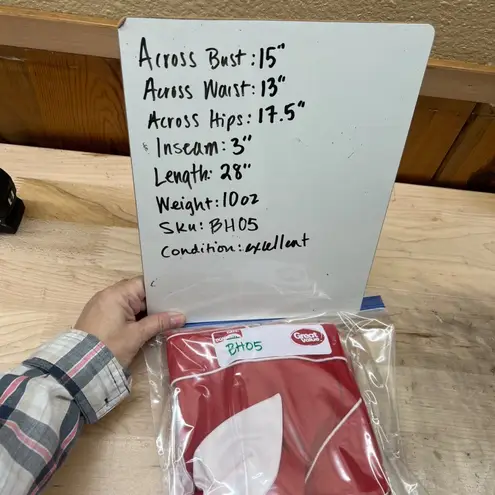 Across Bust: 15"
Across Waist: 13"
Across Hips: 17.5"
Inseam: 3"
Length: 28"
Weight: 10oz
Sku: BH05
Condition: excellent
Great Value
BH05